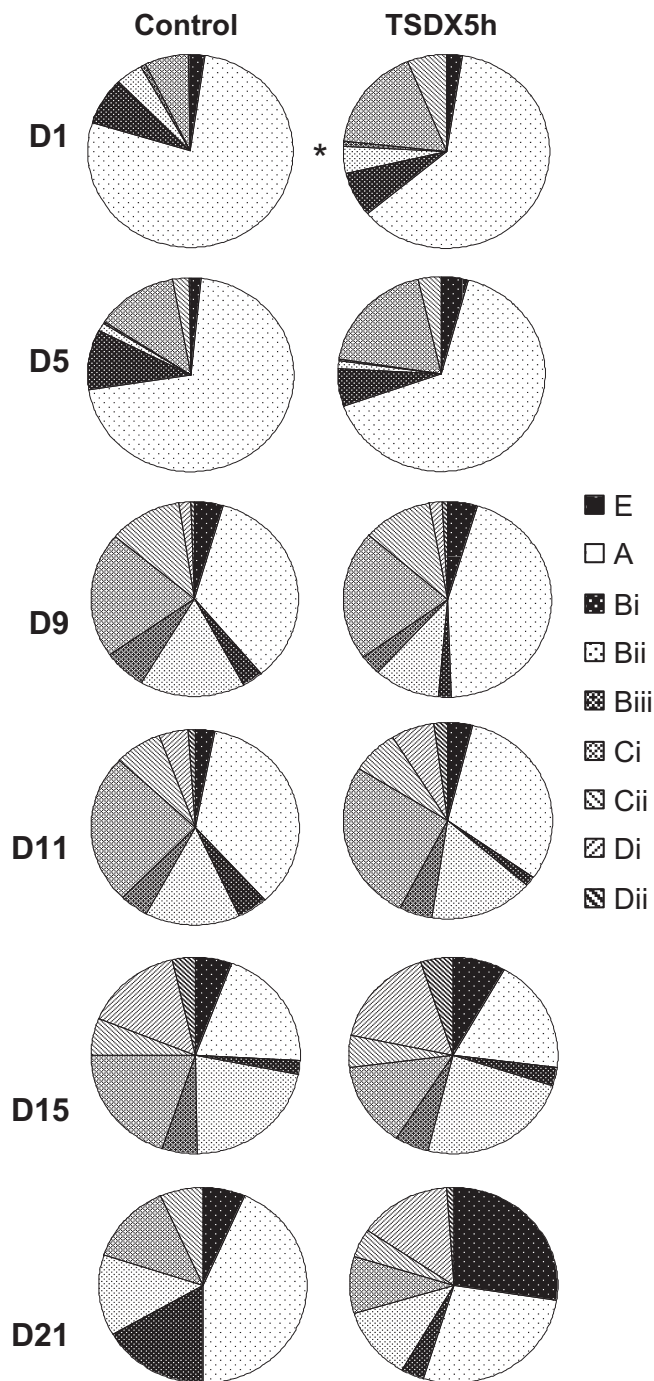 Control TSDX5h
D1
*
D5
D9
D11
D15
D21
E
A
Bi
Bii
Biii
Ci
Cii
Di
Dii